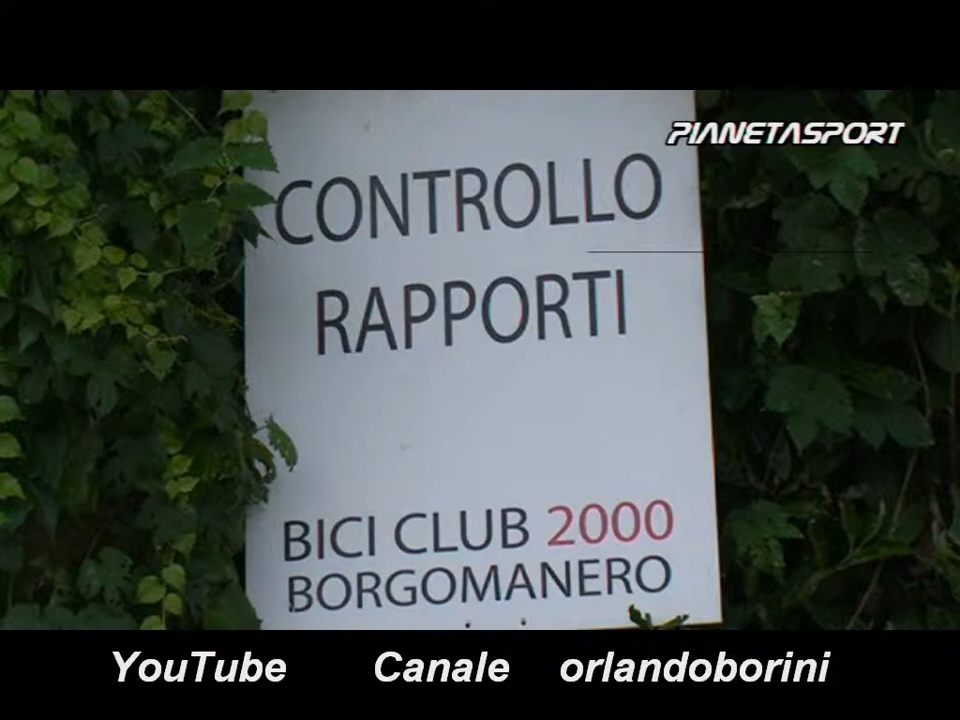 PIANETASPORT
CONTROLLO
RAPPORTI
BICI CLUB 2000
BORGOMANERO
YouTube Canale orlandoborini